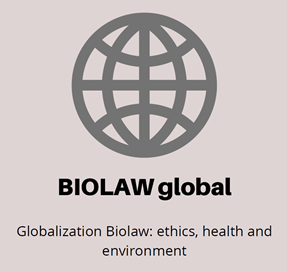 BIOLAW global
Globalization Biolaw: ethics, health and
environment